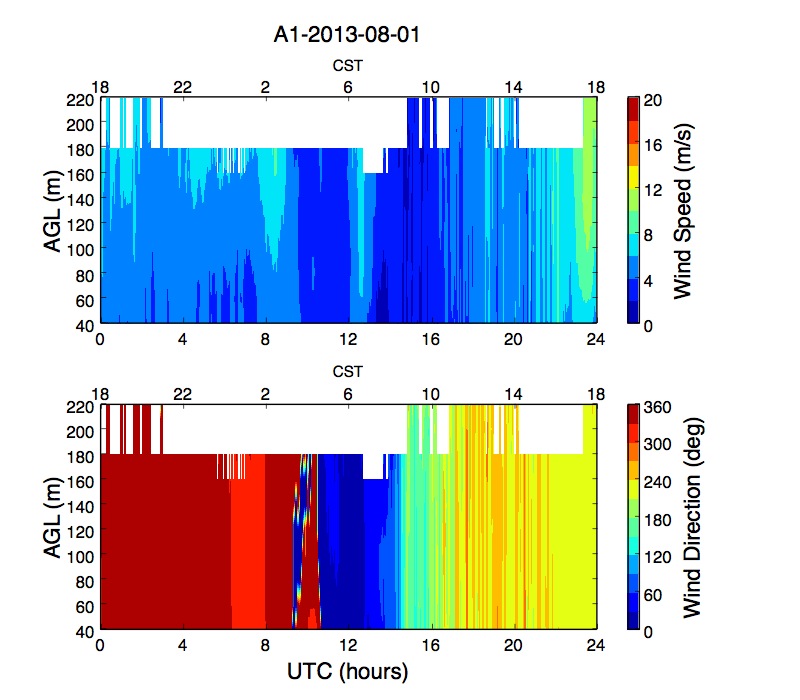 A1-2013-08-01
CST
18 22 2 6 10 14 18
220
200
180
160
140
120
100
80
60
40
AGL (m)
0 4 8 12 16 20 24
20
16
12
8
4
0
Wind Speed (m/s)
CST
18 22 2 6 10 14 18
220
200
180
160
140
120
100
80
60
40
AGL (m)
0 4 8 12 16 20 24
UTC (hours)
360
300
240
180
120
60
0
Wind Direction (deg)